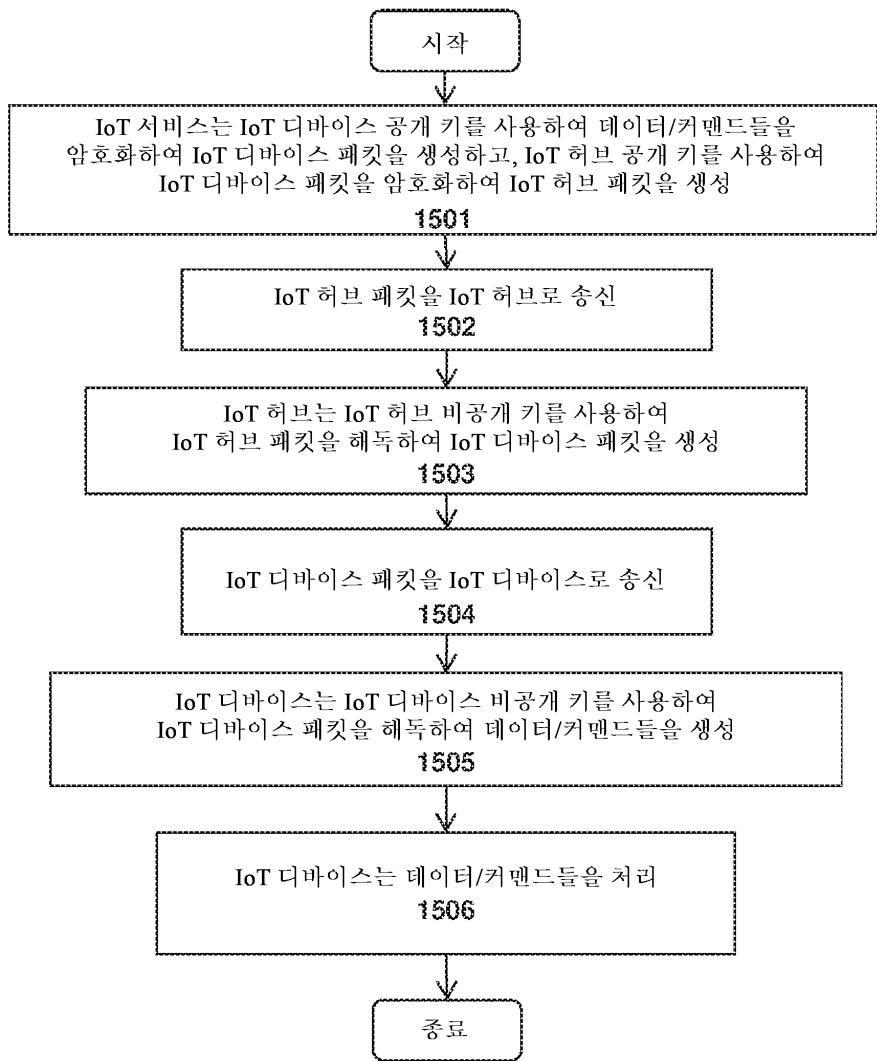 시작
IoT 서비스는 IoT 디바이스 공개 키를 사용하여 데이터/커맨드들을
암호화하여 IoT 디바이스 패킷을 생성하고, IoT 허브 공개 키를 사용하여
IoT 디바이스 패킷을 암호화하여 IoT 허브 패킷을 생성
1501
IoT 허브 패킷을 IoT 허브로 송신
1502
IoT 허브는 IoT 허브 비공개 키를 사용하여
IoT 허브 패킷을 해독하여 IoT 디바이스 패킷을 생성
1503
IoT 디바이스 패킷을 IoT 디바이스로 송신
1504
IoT 디바이스는 IoT 디바이스 비공개 키를 사용하여
IoT 디바이스 패킷을 해독하여 데이터/커맨드들을 생성
1505
IoT 디바이스는 데이터/커맨드들을 처리
1506
종료